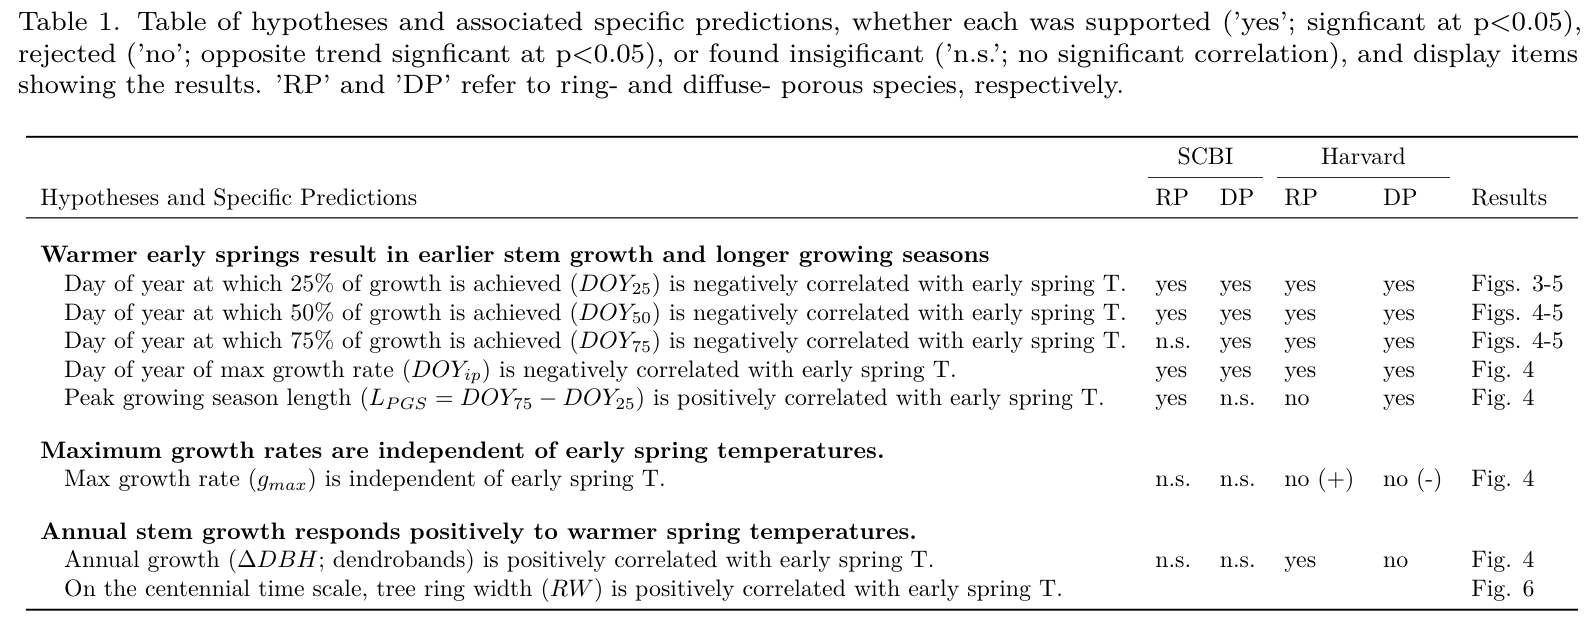 Table 1. Table of hypotheses and associated specific predictions, whether each was supported ('yes'; signficant at p<0.05),
rejected ('no'; opposite trend signficant at p<0.05), or found insigificant ('n.s.'; no significant correlation), and display items
showing the results. 'RP' and 'DP' refer to ring- and diffuse- porous species, respectively.
SCBI Harvard
Hypotheses and Specific Predictions RP DP RP DP Results
Warmer early springs result in earlier stem growth and longer growing seasons
Day of year at which 25% of growth is achieved (DOY₂₅) is negatively correlated with early spring T. yes yes yes yes Figs. 3-5
Day of year at which 50% of growth is achieved (DOY₅₀) is negatively correlated with early spring T. yes yes yes yes Figs. 4-5
Day of year at which 75% of growth is achieved (DOY₇₅) is negatively correlated with early spring T. n.s. yes yes yes Figs. 4-5
Day of year of max growth rate (DOY_ip) is negatively correlated with early spring T. yes yes yes yes Fig. 4
Peak growing season length (L_PGS = DOY₇₅ − DOY₂₅) is positively correlated with early spring T. yes n.s. no yes Fig. 4
Maximum growth rates are independent of early spring temperatures.
Max growth rate (g_max) is independent of early spring T. n.s. n.s. no (+) no (-) Fig. 4
Annual stem growth responds positively to warmer spring temperatures.
Annual growth (ΔDBH; dendrobands) is positively correlated with early spring T. n.s. n.s. yes no Fig. 4
On the centennial time scale, tree ring width (RW) is positively correlated with early spring T. Fig. 6